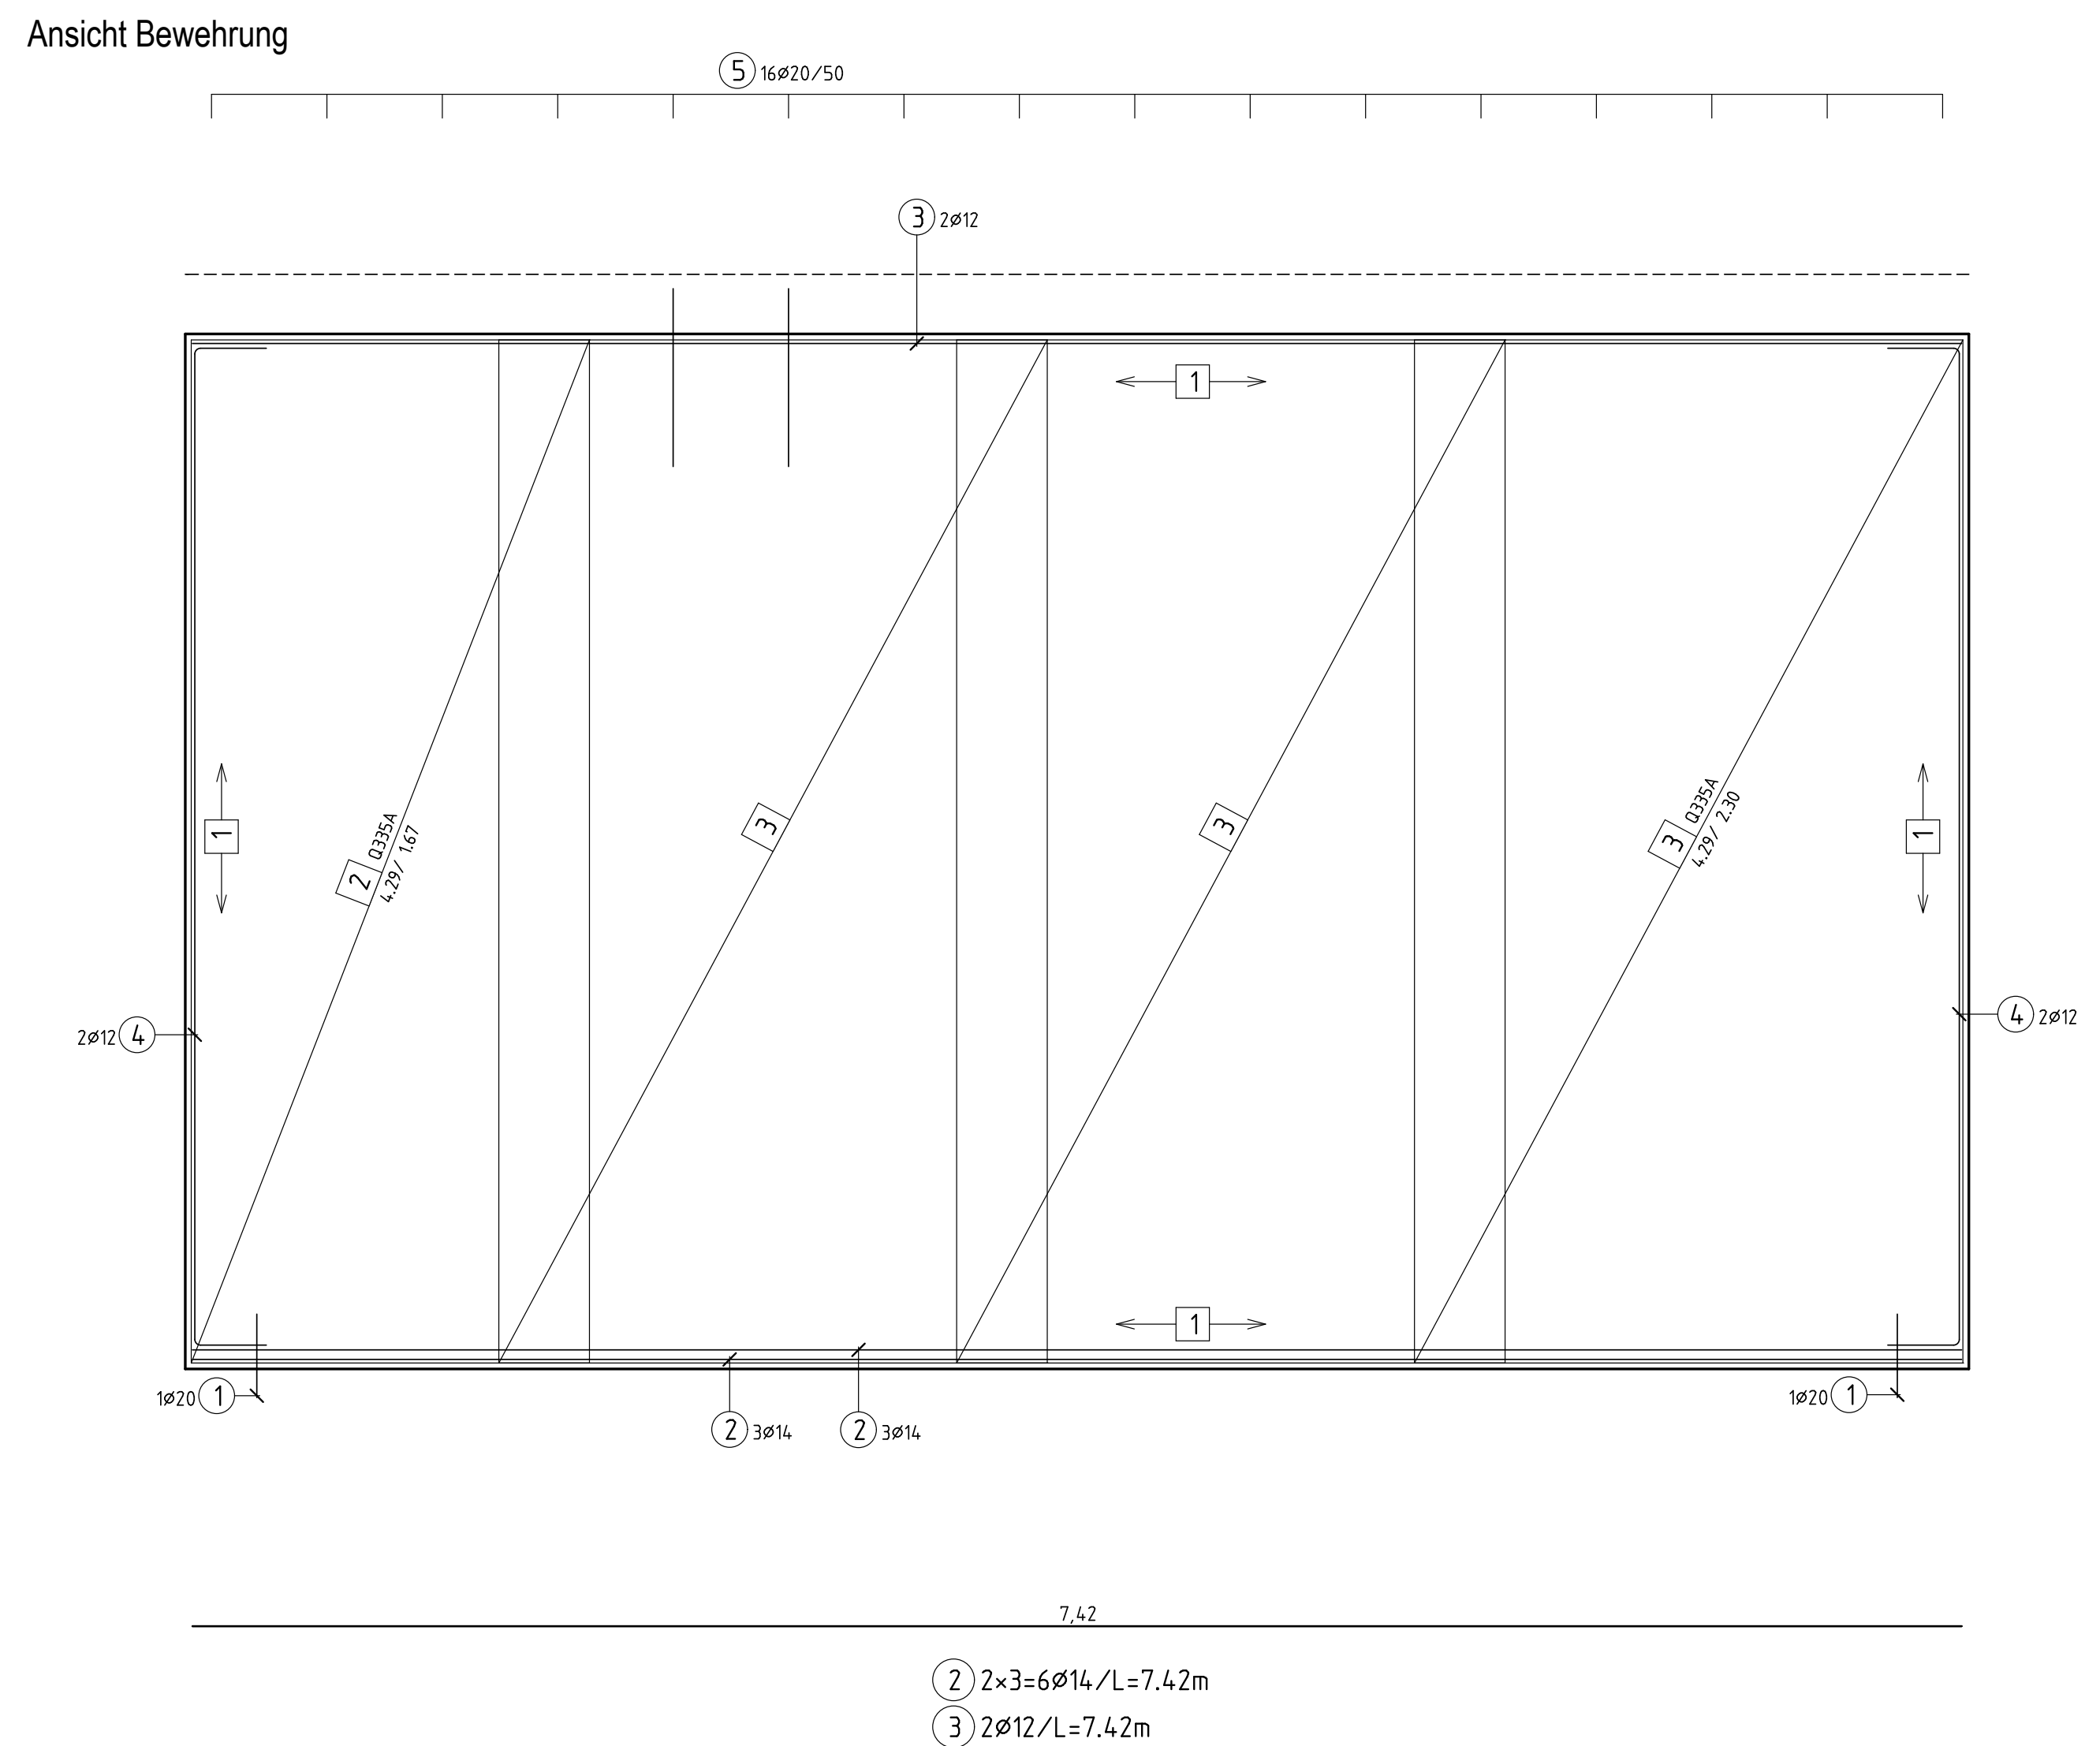 Ansicht Bewehrung
5 16ø20/50
3 2ø12
1
2 Q335A
4.29/ 1.67
3
3
3 Q335A
4.29/ 2.30
1
1
2ø12 4
4 2ø12
1
1ø20 1
1ø20 1
2 3ø14
2 3ø14
7,42
2 2×3=6ø14/L=7.42m
3 2ø12/L=7.42m